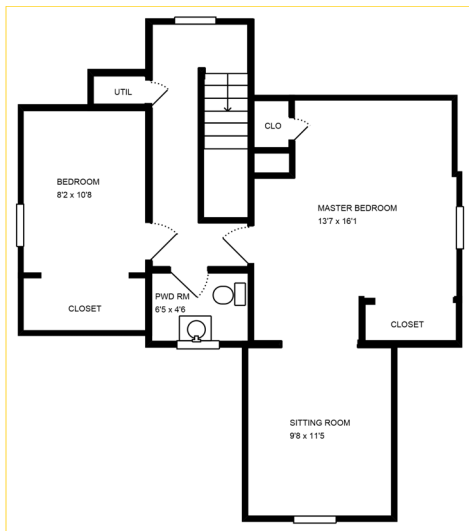 UTIL
CLO
BEDROOM
8'2 x 10'8
MASTER BEDROOM
13'7 x 16'1
PWD RM
6'5 x 4'6
CLOSET
CLOSET
SITTING ROOM
9'8 x 11'5